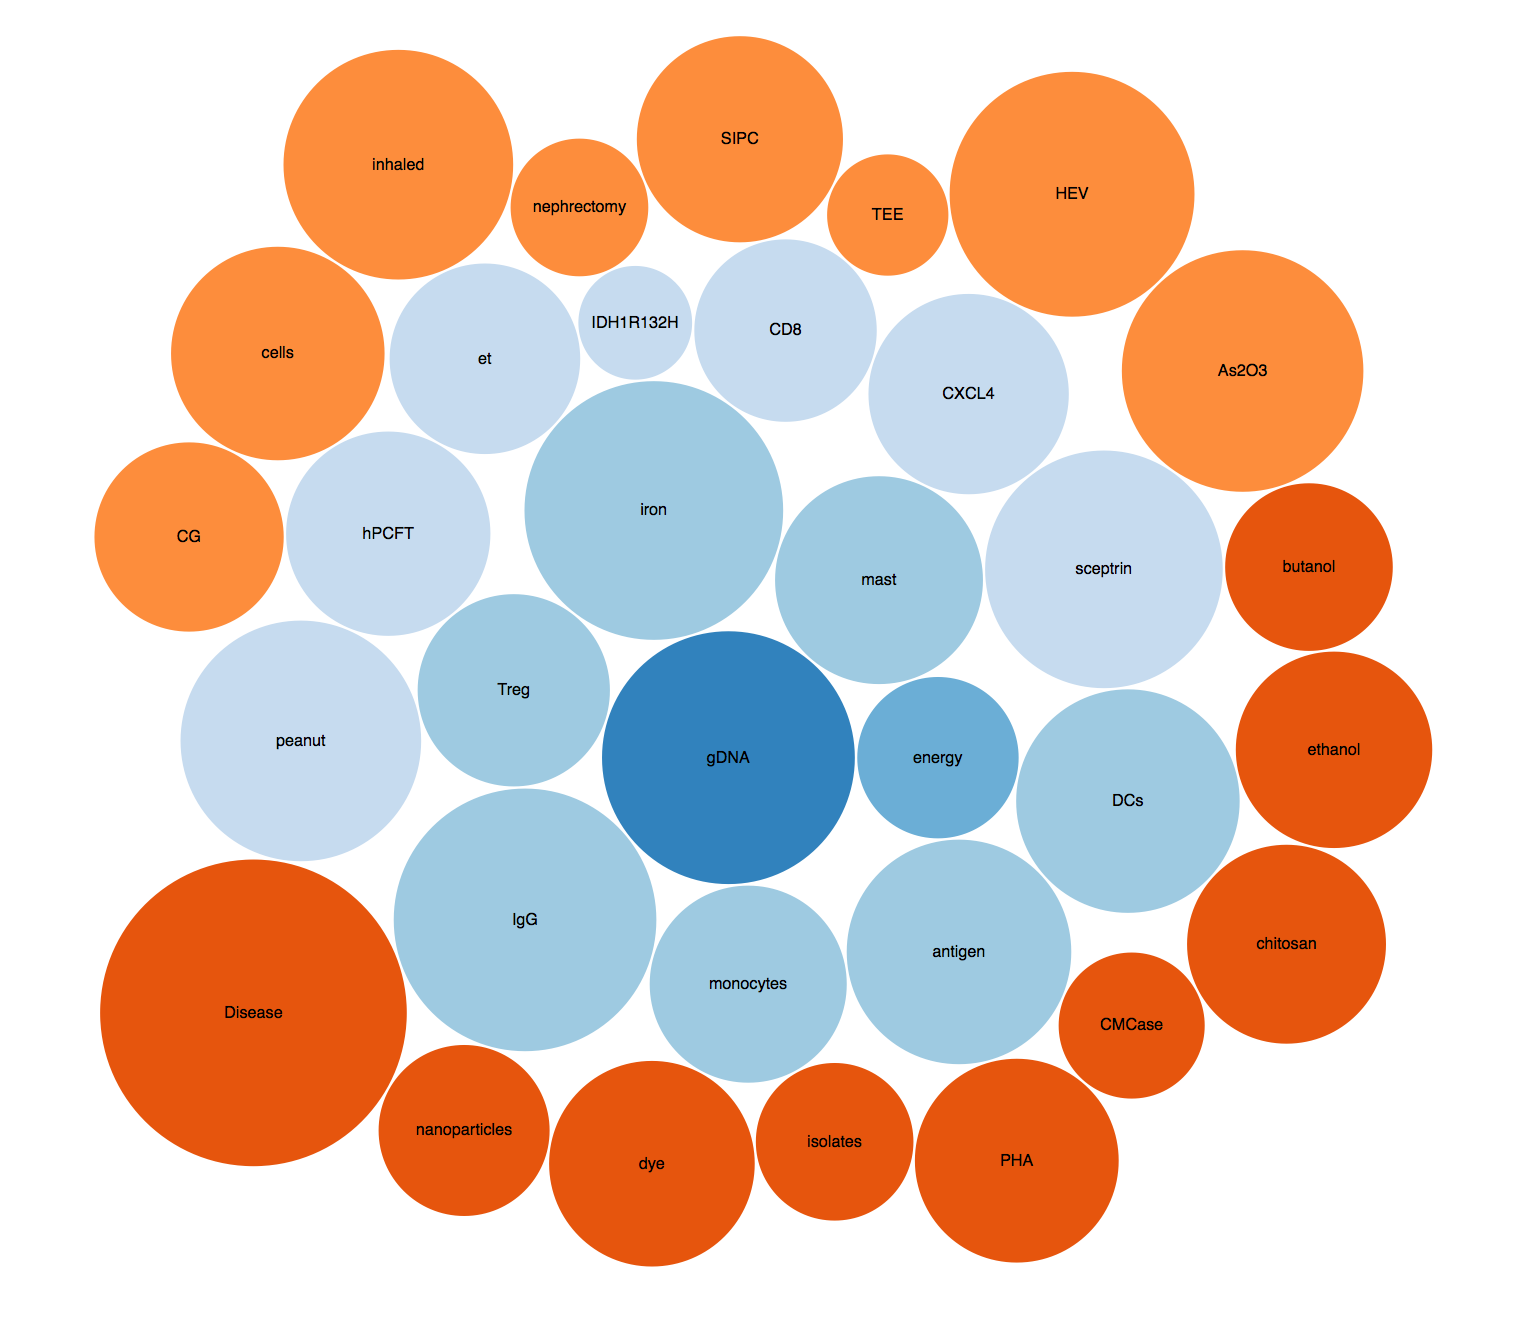 SIPC
inhaled
HEV
nephrectomy
TEE
IDH1R132H
CD8
cells
et
As2O3
CXCL4
iron
hPCFT
CG
butanol
sceptrin
mast
Treg
peanut
ethanol
gDNA
energy
DCs
IgG
chitosan
antigen
monocytes
Disease
CMCase
nanoparticles
isolates
PHA
dye